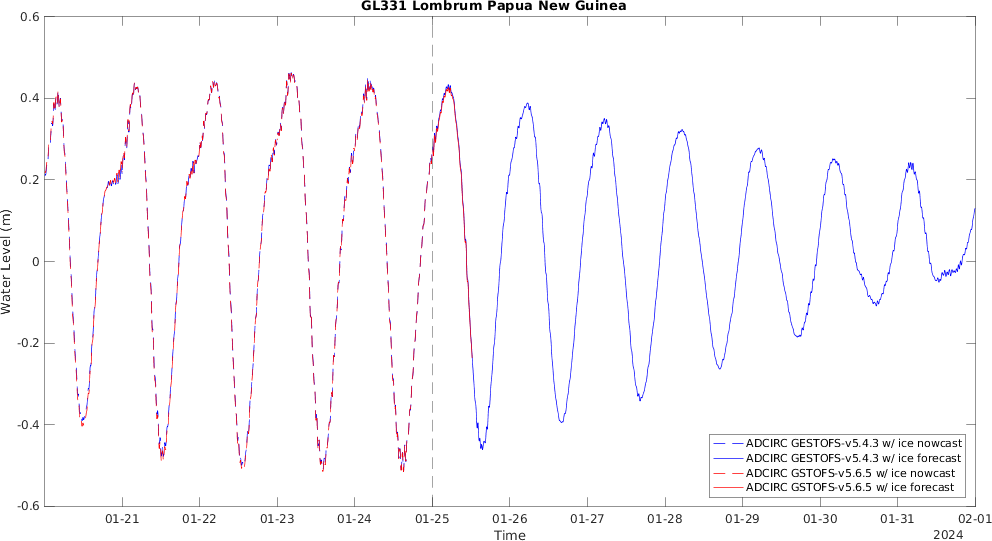 GL331 Lombrum Papua New Guinea
0.6
0.4
0.2
0
-0.2
-0.4
-0.6
Water Level (m)
ADCIRC GESTOFS-v5.4.3 w/ ice nowcast
ADCIRC GESTOFS-v5.4.3 w/ ice forecast
ADCIRC GSTOFS-v5.6.5 w/ ice nowcast
ADCIRC GSTOFS-v5.6.5 w/ ice forecast
01-21 01-22 01-23 01-24 01-25 01-26 01-27 01-28 01-29 01-30 01-31 02-01
Time
2024